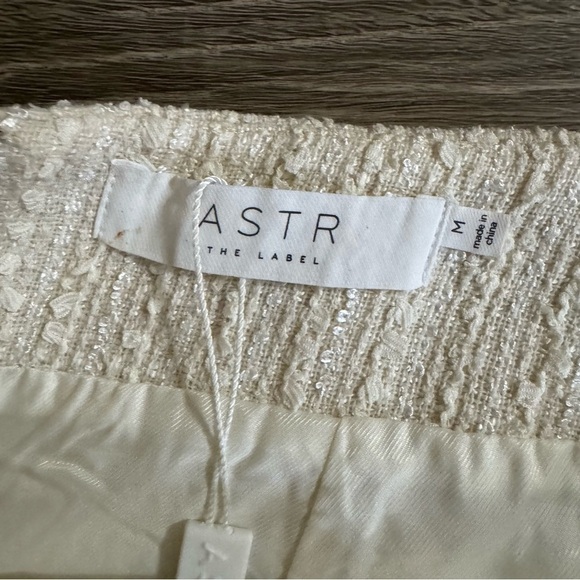 ASTR
THE LABEL
M
made in
china